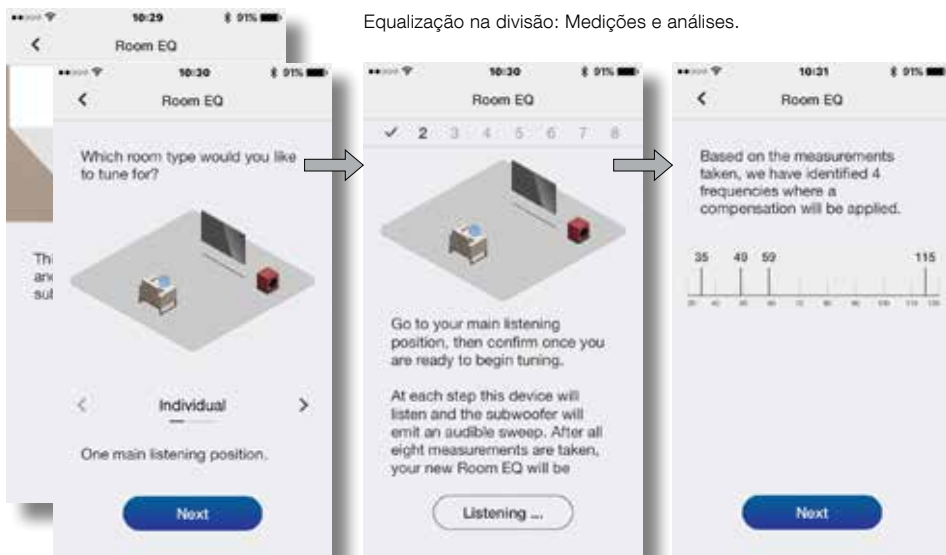 Equalização na divisão: Medições e análises.
10:29
91%
Room EQ
Thi
and
sub
10:30
91%
Room EQ
Which room type would you like
to tune for?
Individual
One main listening position.
Next
10:30
91%
Room EQ
2 3 4 5 6 7 8
Go to your main listening
position, then confirm once you
are ready to begin tuning.
At each step this device will
listen and the subwoofer will
emit an audible sweep. After all
eight measurements are taken,
your new Room EQ will be
Listening ...
10:31
91%
Room EQ
Based on the measurements
taken, we have identified 4
frequencies where a
compensation will be applied.
35 49 59 115
Next